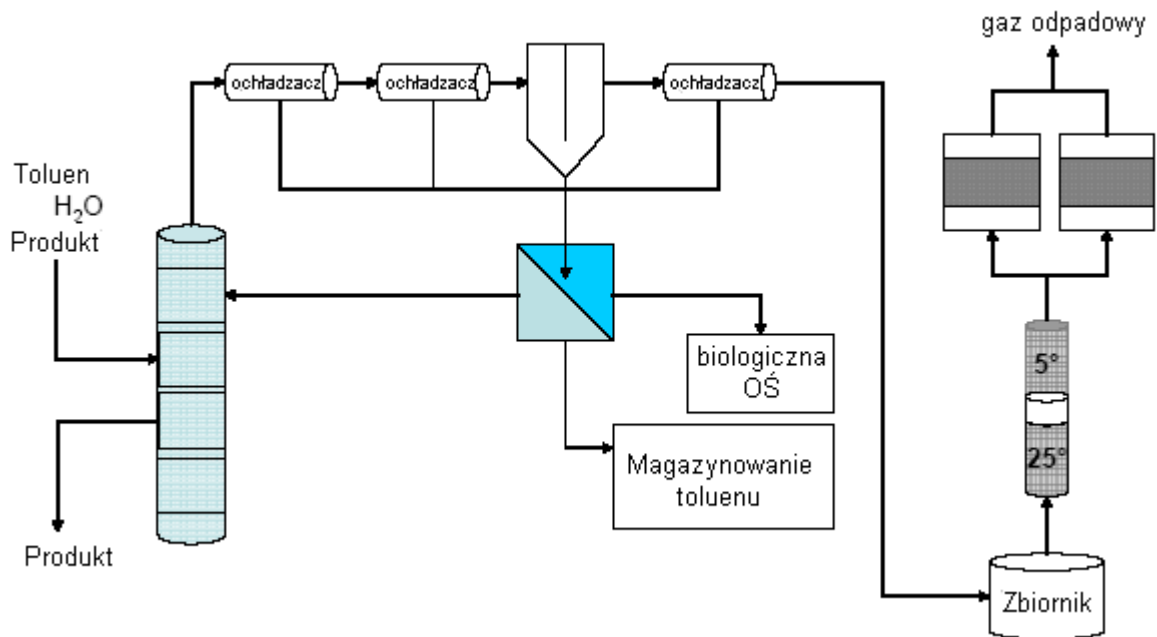 gaz odpadowy
ochładzacz
ochładzacz
ochładzacz
Toluen
H₂O
Produkt
biologiczna
OŚ
5°
25°
Magazynowanie
toluenu
Produkt
Zbiornik